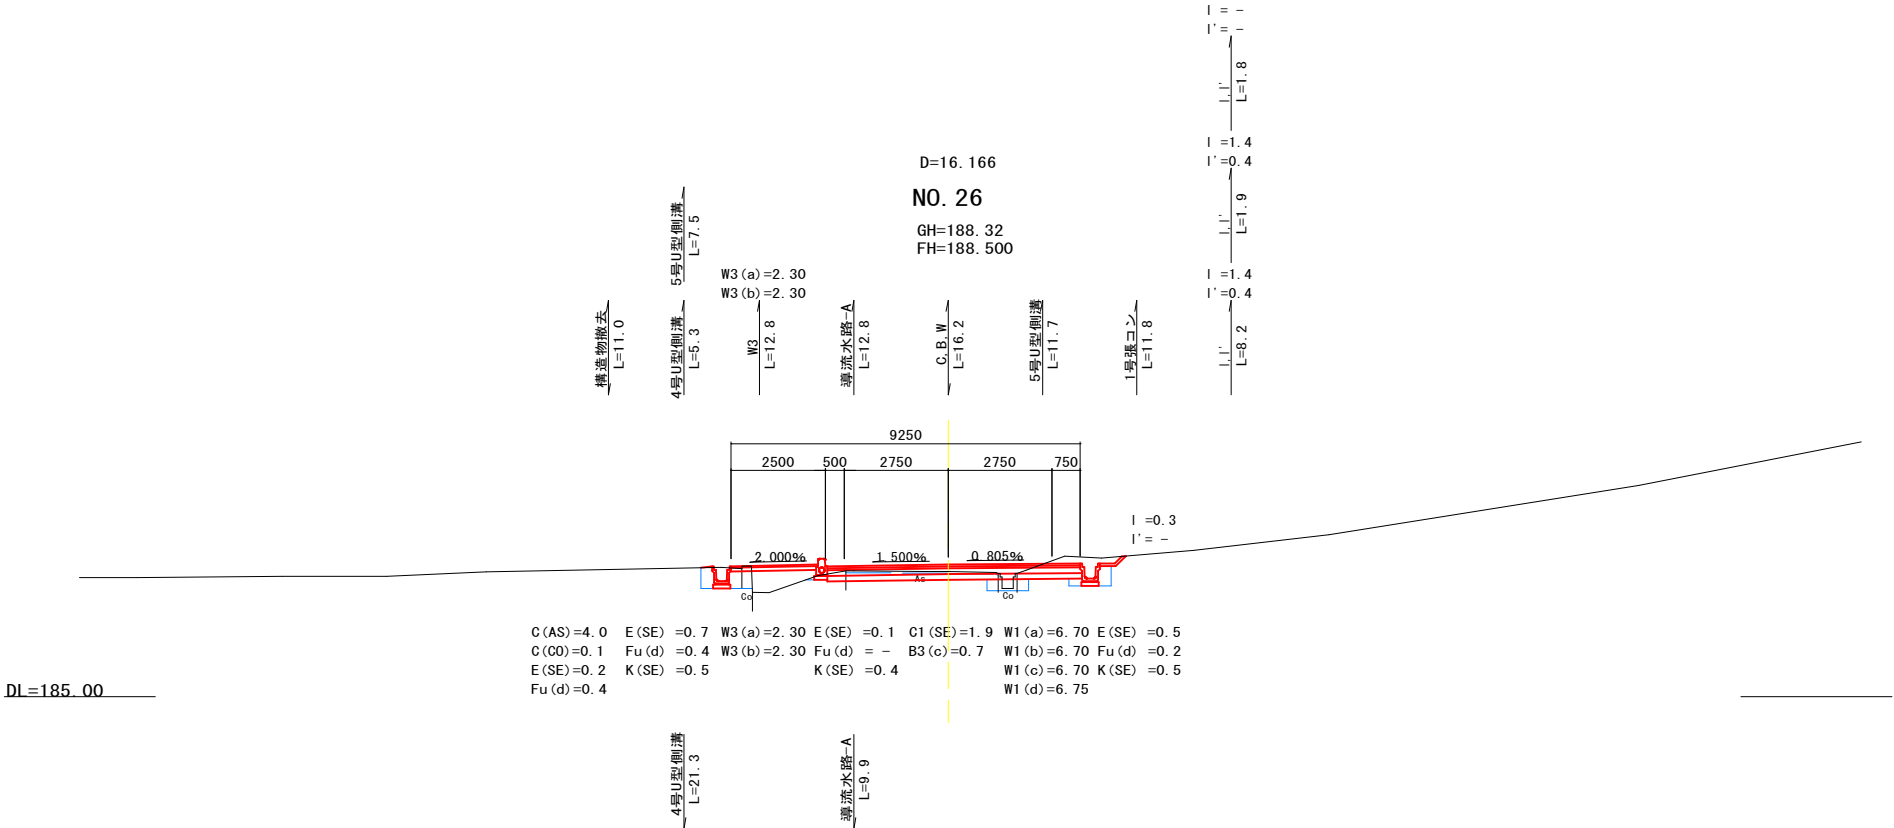 l = -
l'= -
L=1.8
l'
l
l =1.4
l'=0.4
D=16.166
NO.26
GH=188.32
FH=188.500
L=1.9
l'
l
5号U型側溝
L=7.5
W3(a)=2.30
W3(b)=2.30
l =1.4
l'=0.4
構造物撤去
L=11.0
4号U型側溝
L=5.3
W3
L=12.8
導流水路-A
L=12.8
C,B,W
L=16.2
5号U型側溝
L=11.7
1号張コン
L=11.8
l'
l
L=8.2
9250
2500 500 2750 2750 750
l =0.3
l'= -
2.000% 1.500% 0.805%
As
Co
Co
C(AS)=4.0 E(SE) =0.7 W3(a)=2.30 E(SE) =0.1 C1(SE)=1.9 W1(a)=6.70 E(SE) =0.5
C(CO)=0.1 Fu(d) =0.4 W3(b)=2.30 Fu(d) = - B3(c)=0.7 W1(b)=6.70 Fu(d) =0.2
E(SE)=0.2 K(SE) =0.5 K(SE) =0.4 W1(c)=6.70 K(SE) =0.5
Fu(d)=0.4 W1(d)=6.75
DL=185.00
4号U型側溝
L=21.3
導流水路-A
L=9.9